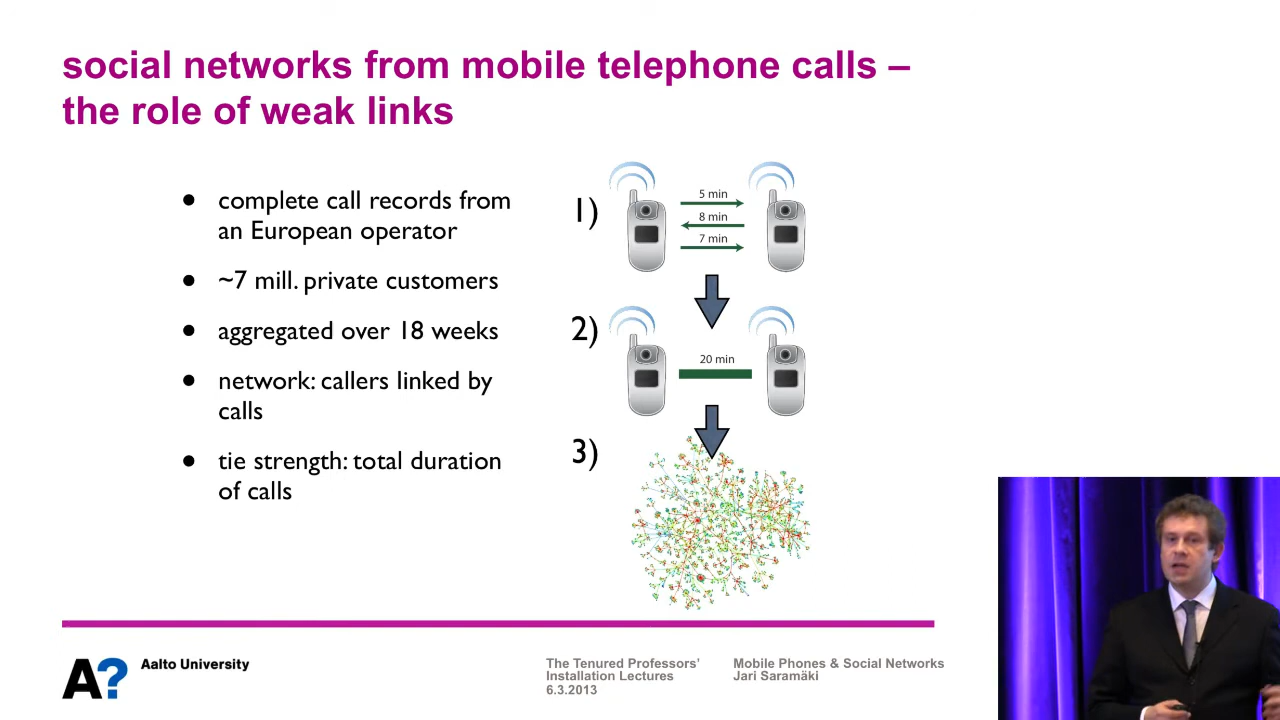 social networks from mobile telephone calls –
the role of weak links
● complete call records from
an European operator
● ~7 mill. private customers
● aggregated over 18 weeks
● network: callers linked by
calls
● tie strength: total duration
of calls
1)
5 min
8 min
7 min
2)
20 min
3)
A?
Aalto University
The Tenured Professors’
Installation Lectures
6.3.2013
Mobile Phones & Social Networks
Jari Saramäki